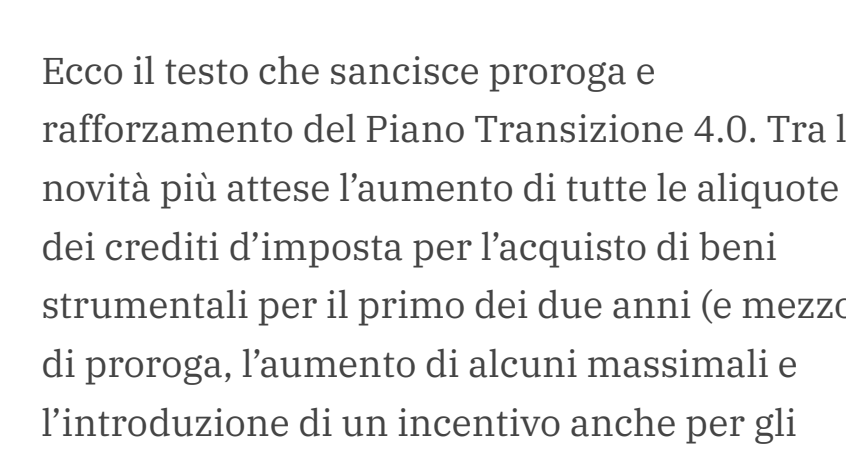 Ecco il testo che sancisce proroga e
rafforzamento del Piano Transizione 4.0. Tra l
novità più attese l’aumento di tutte le aliquote
dei crediti d’imposta per l’acquisto di beni
strumentali per il primo dei due anni (e mezzo
di proroga, l’aumento di alcuni massimali e
l’introduzione di un incentivo anche per gli